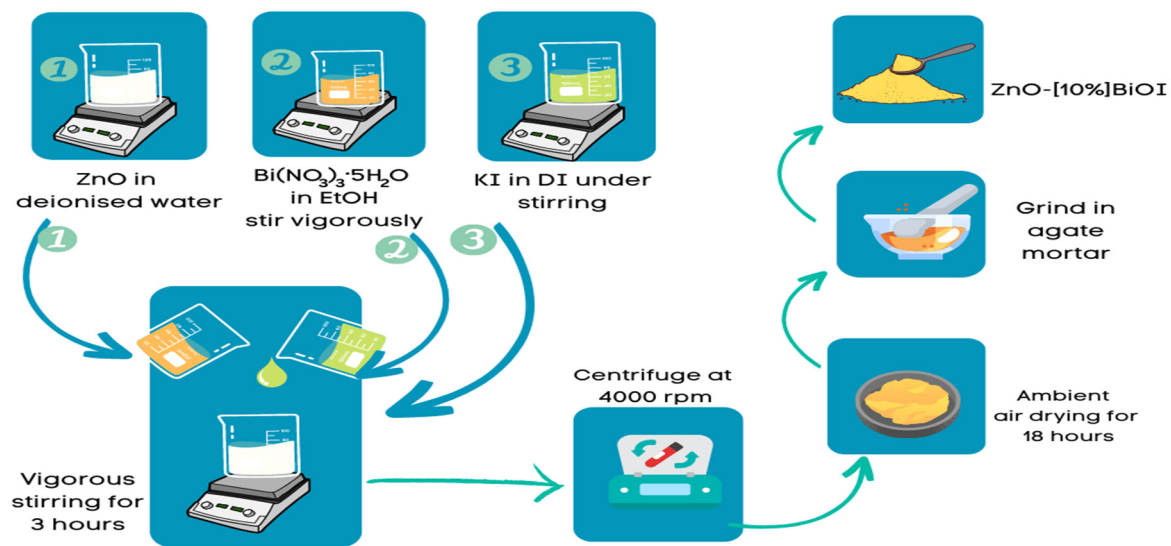 1
2
3
ZnO in
deionised water
Bi(NO₃)₃·5H₂O
in EtOH
stir vigorously
KI in DI under
stirring
1
2
3
Vigorous
stirring for
3 hours
Centrifuge at
4000 rpm
Ambient
air drying for
18 hours
Grind in
agate
mortar
ZnO-[10%]BiOI